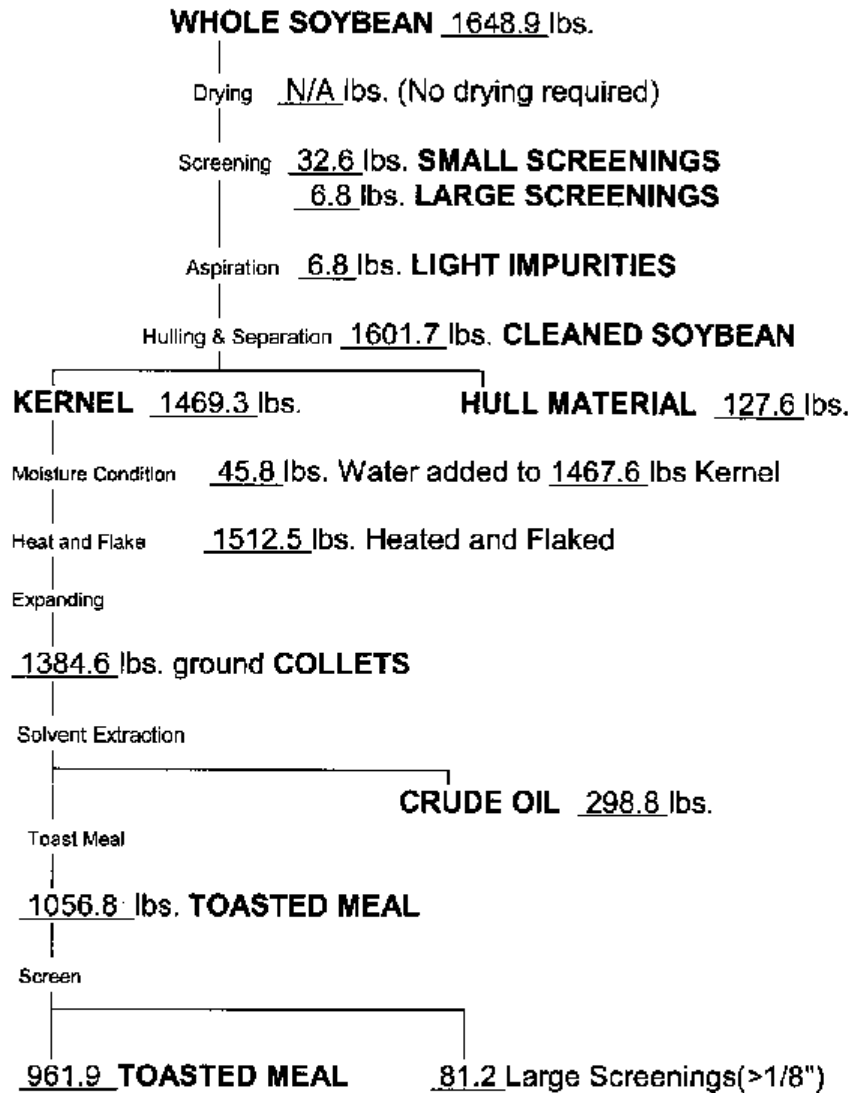 WHOLE SOYBEAN 1648.9 lbs.
Drying N/A lbs. (No drying required)
Screening 32.6 lbs. SMALL SCREENINGS
6.8 lbs. LARGE SCREENINGS
Aspiration 6.8 lbs. LIGHT IMPURITIES
Hulling & Separation 1601.7 lbs. CLEANED SOYBEAN
KERNEL 1469.3 lbs. HULL MATERIAL 127.6 lbs.
Moisture Condition 45.8 lbs. Water added to 1467.6 lbs Kernel
Heat and Flake 1512.5 lbs. Heated and Flaked
Expanding
1384.6 lbs. ground COLLETS
Solvent Extraction
CRUDE OIL 298.8 lbs.
Toast Meal
1056.8 lbs. TOASTED MEAL
Screen
961.9 TOASTED MEAL 81.2 Large Screenings(>1/8")